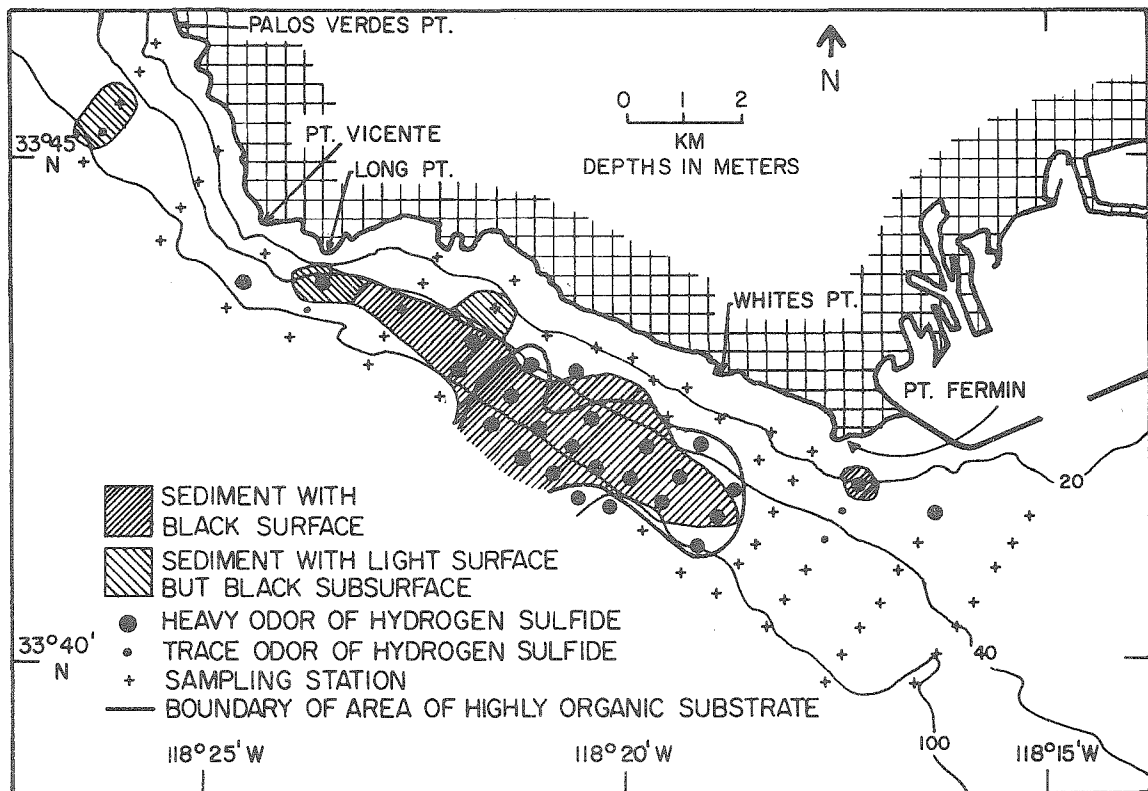 PALOS VERDES PT.
N
0 1 2
KM
DEPTHS IN METERS
33°45'
N
PT. VICENTE
LONG PT.
WHITES PT.
PT. FERMIN
20
SEDIMENT WITH
BLACK SURFACE
SEDIMENT WITH LIGHT SURFACE
BUT BLACK SUBSURFACE
HEAVY ODOR OF HYDROGEN SULFIDE
TRACE ODOR OF HYDROGEN SULFIDE
SAMPLING STATION
BOUNDARY OF AREA OF HIGHLY ORGANIC SUBSTRATE
33°40'
N
40
100
118°25'W
118°20'W
118°15'W